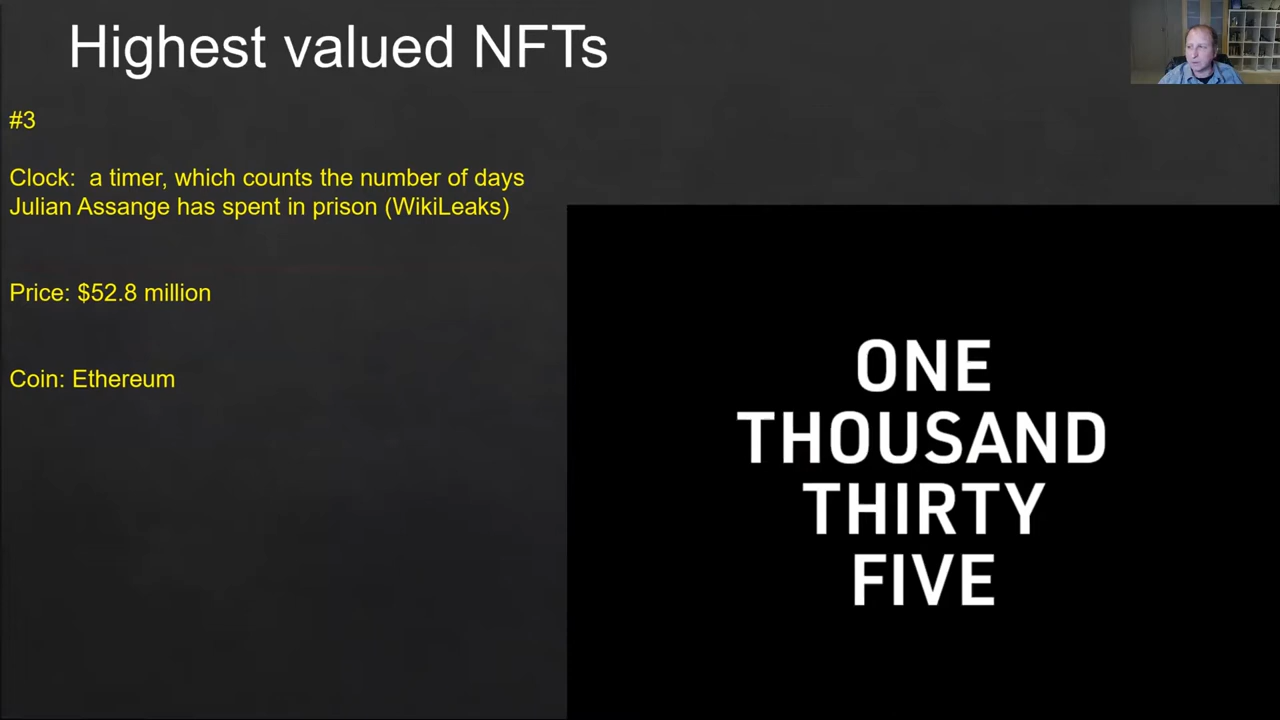 Highest valued NFTs
#3
Clock:  a timer, which counts the number of days
Julian Assange has spent in prison (WikiLeaks)
Price: $52.8 million
Coin: Ethereum
ONE
THOUSAND
THIRTY
FIVE